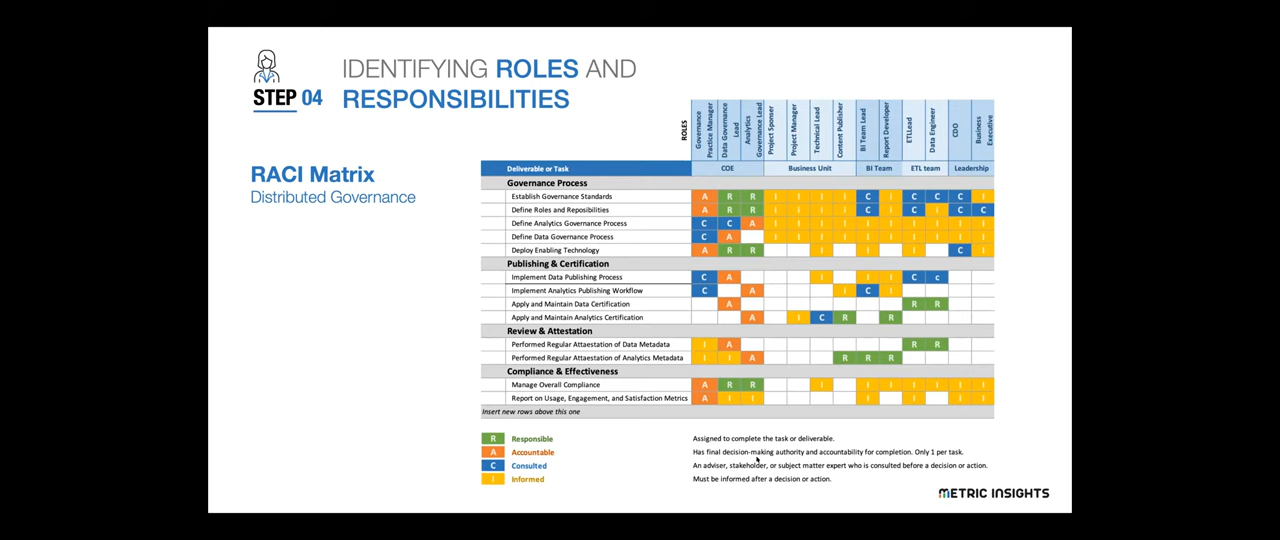 IDENTIFYING ROLES AND
RESPONSIBILITIES
STEP 04
RACI Matrix
Distributed Governance
ROLES
Governance Practice Manager
Data Governance Lead
Analytics Governance Lead
Project Sponser
Project Manager
Technical Lead
Content Publisher
BI Team Lead
Report Developer
ETLLead
Data Engineer
CDO
Business Executive
Deliverable or Task COE Business Unit BI Team ETL team Leadership
Governance Process
Establish Governance Standards A R R I I I I C I C C C I
Define Roles and Reposibilities A R R I I I I C I C I C C
Define Analytics Governance Process C C A I I I I I I I I I I
Define Data Governance Process C A I I I I I I I I I I
Deploy Enabling Technology A R R I I I C I
Publishing & Certification
Implement Data Publishing Process C A I I I C c
Implement Analytics Publishing Workflow C A I C I
Apply and Maintain Data Certification A R R
Apply and Maintain Analytics Certification A I C R R
Review & Attestation
Performed Regular Attaestation of Data Metadata I A R R
Performed Regular Attaestation of Analytics Metadata I I A R R R
Compliance & Effectiveness
Manage Overall Compliance A R R I I I I I I I
Report on Usage, Engagement, and Satisfaction Metrics A I I I I I I
Insert new rows above this one
R Responsible Assigned to complete the task or deliverable.
A Accountable Has final decision-making authority and accountability for completion. Only 1 per task.
C Consulted An adviser, stakeholder, or subject matter expert who is consulted before a decision or action.
I Informed Must be informed after a decision or action.
METRIC INSIGHTS